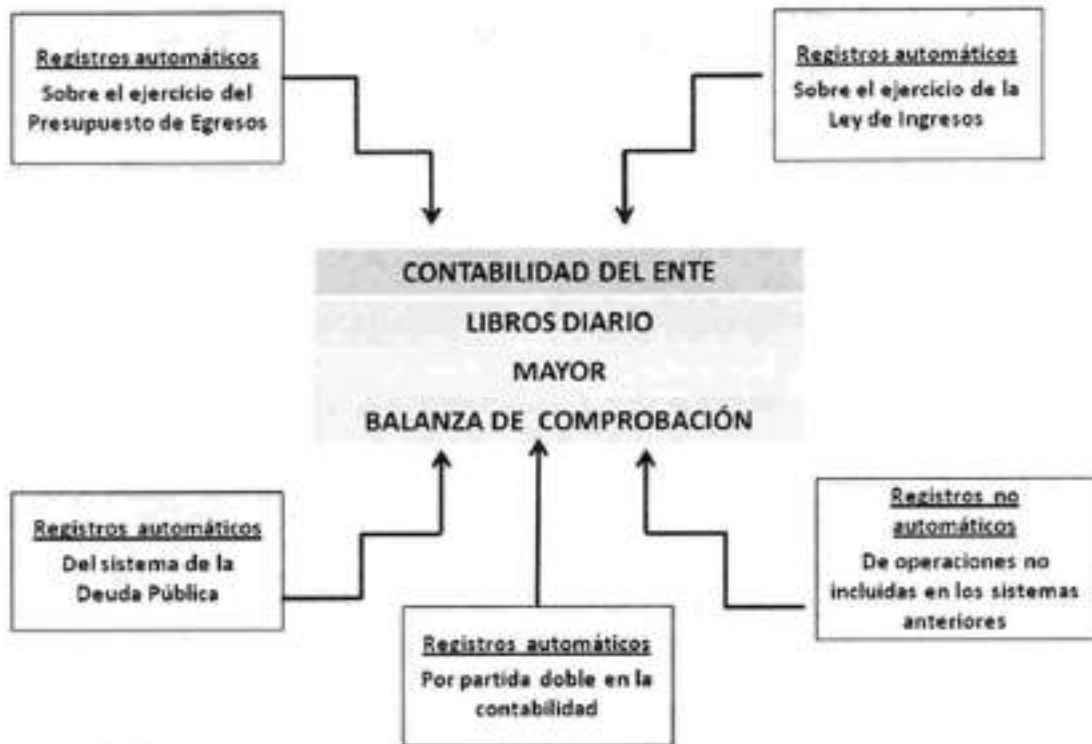 Registros automáticos
Sobre el ejercicio del
Presupuesto de Egresos
Registros automáticos
Sobre el ejercicio de la
Ley de Ingresos
CONTABILIDAD DEL ENTE
LIBROS DIARIO
MAYOR
BALANZA DE COMPROBACIÓN
Registros automáticos
Del sistema de la
Deuda Pública
Registros automáticos
Por partida doble en la
contabilidad
Registros no
automáticos
De operaciones no
incluidas en los sistemas
anteriores